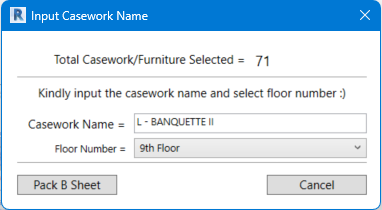 Input Casework Name
Total Casework/Furniture Selected = 71
Kindly input the casework name and select floor number :)
Casework Name = L - BANQUETTE II
Floor Number = 9th Floor
Pack B Sheet Cancel